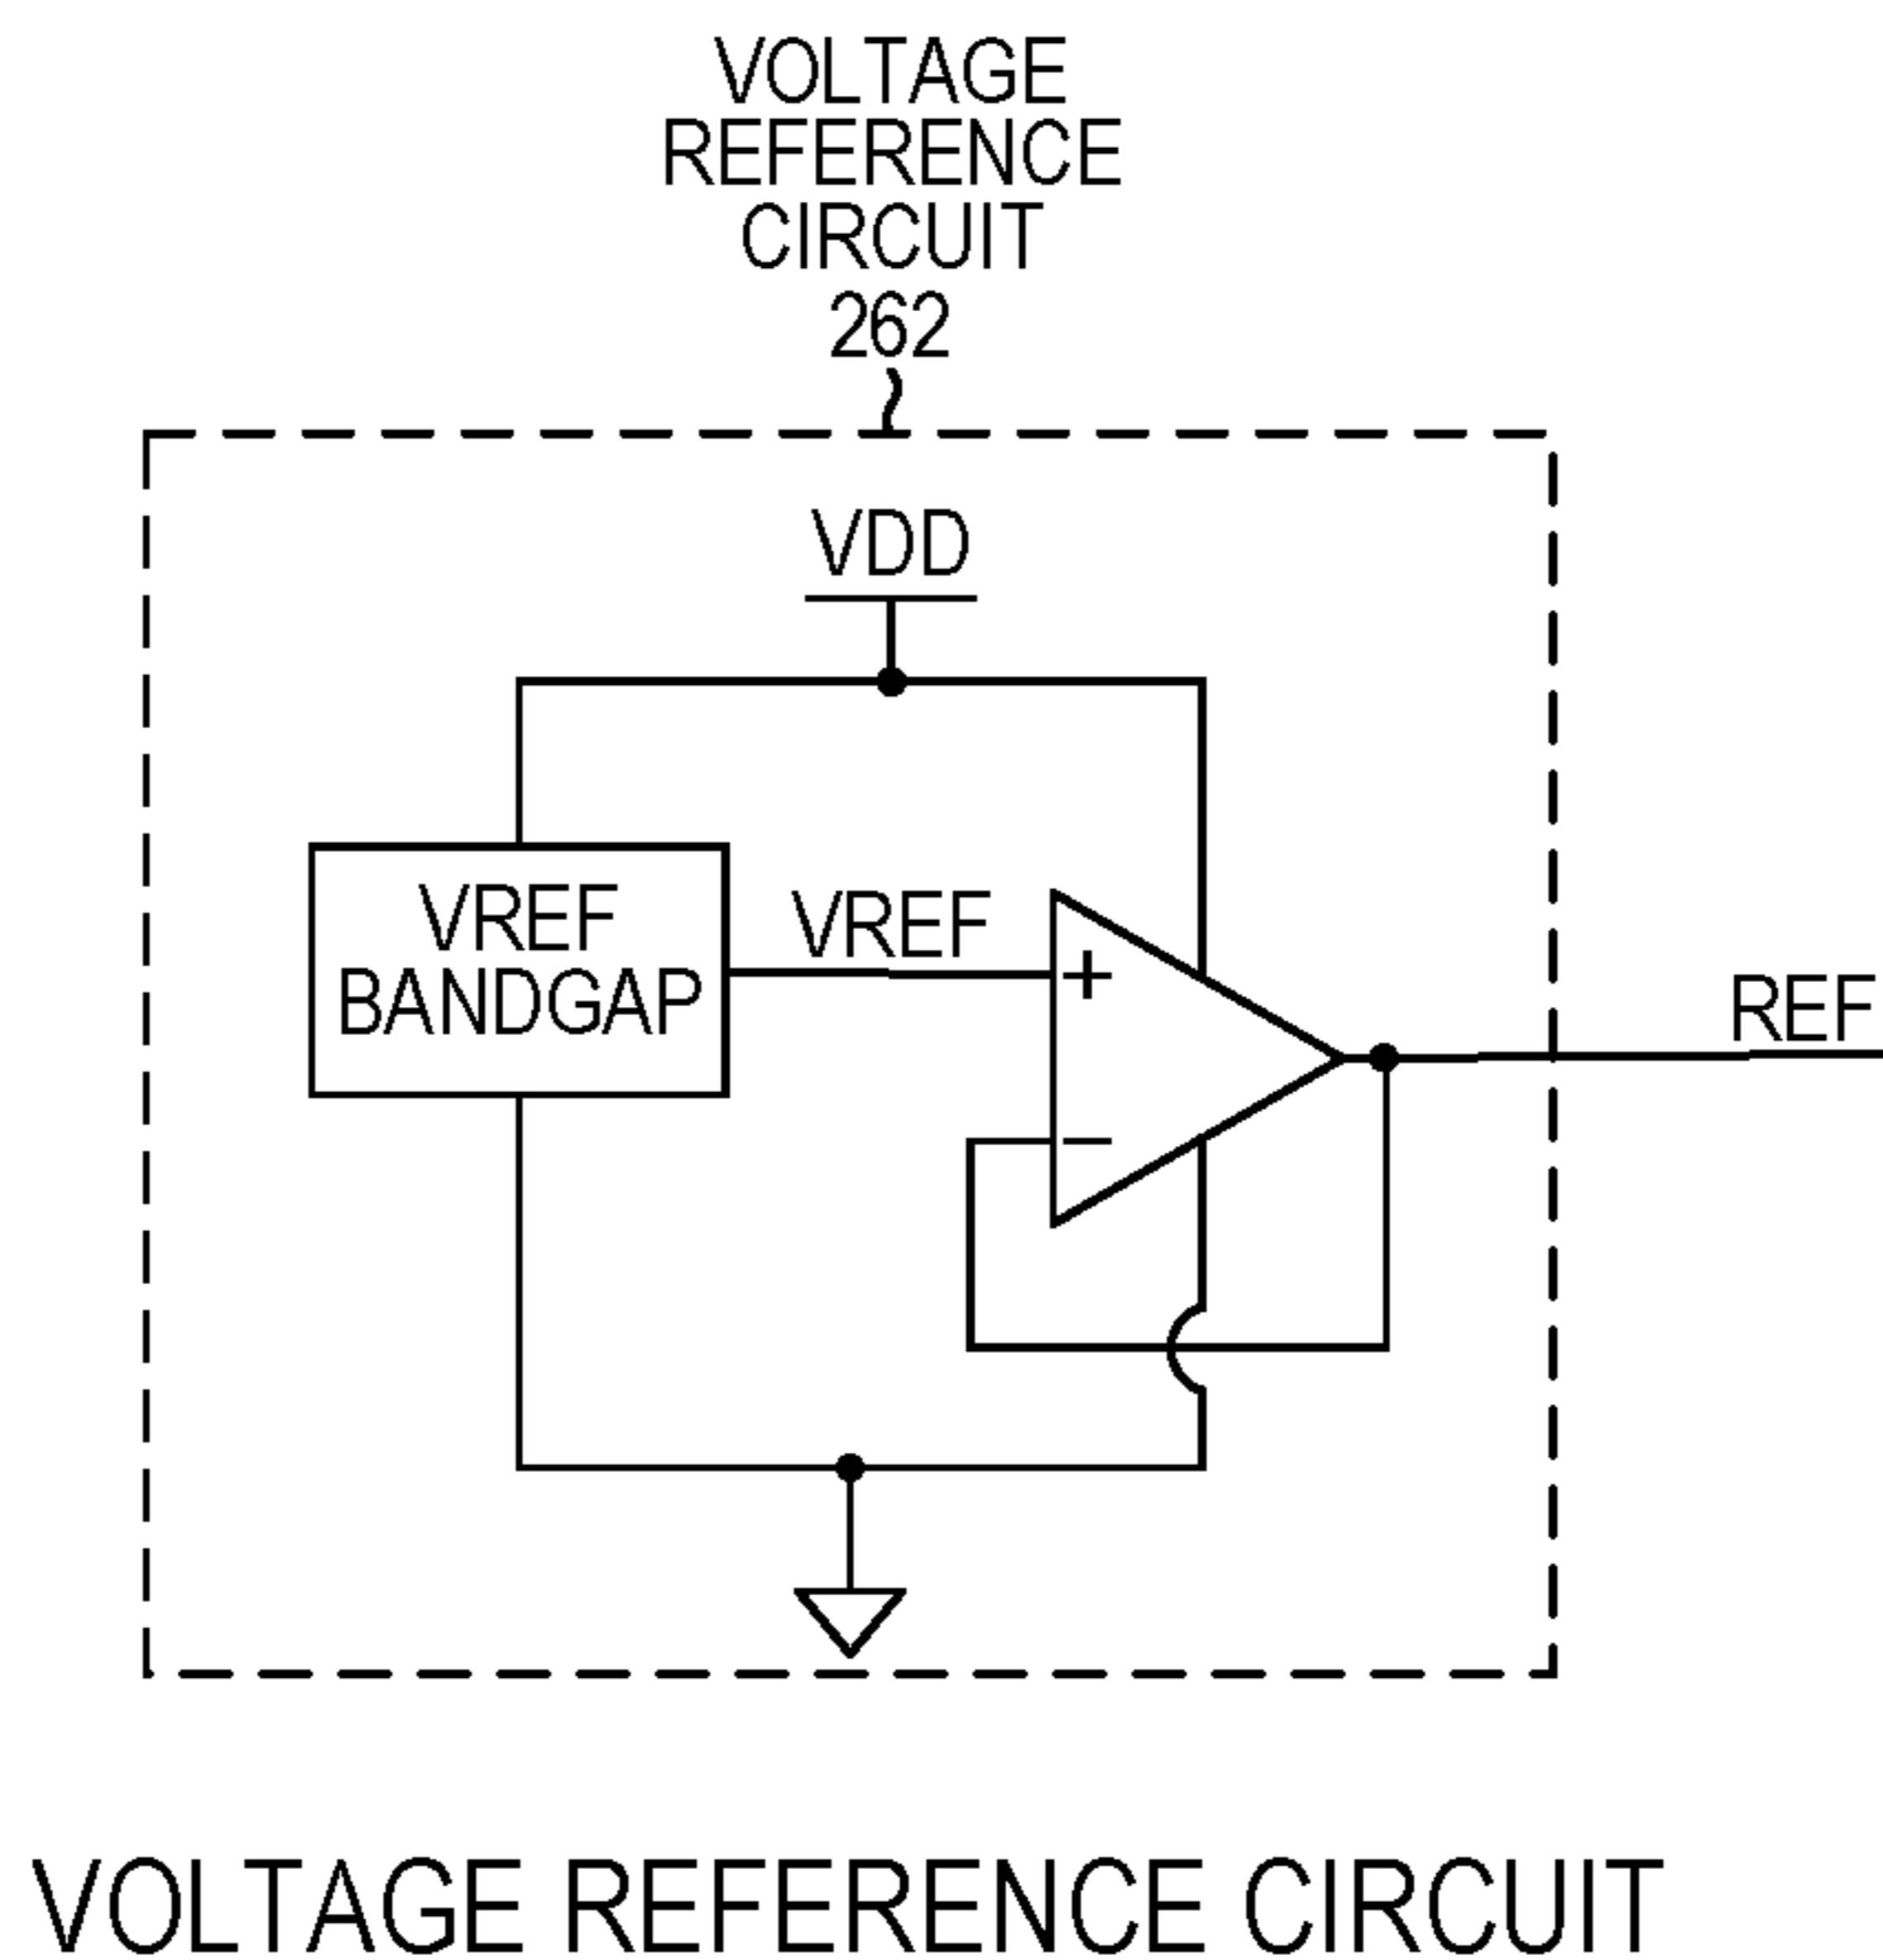 VOLTAGE
REFERENCE
CIRCUIT
262
VDD
VREF
BANDGAP
VREF
+
−
REF
VOLTAGE REFERENCE CIRCUIT